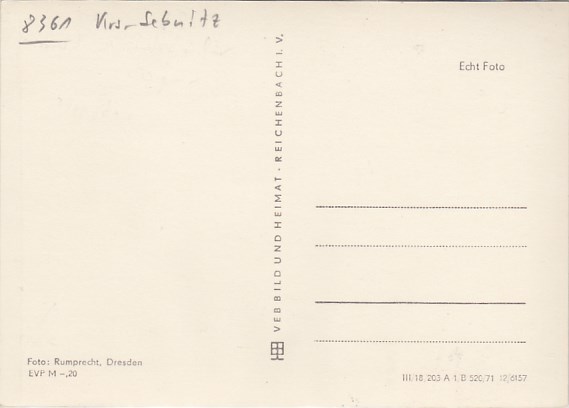 8361 Krs. Sebnitz
Echt Foto
VEB BILD UND HEIMAT · REICHENBACH I. V.
Foto: Rumprecht, Dresden
EVP M –,20
III/18,203 A 1/B 520/71 12/6157